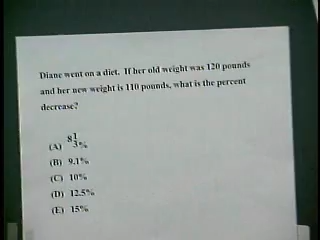 Diane went on a diet. If her old weight was 120 pounds
and her new weight is 110 pounds, what is the percent
decrease?
(A) 8 1/3 %
(B) 9.1%
(C) 10%
(D) 12.5%
(E) 15%